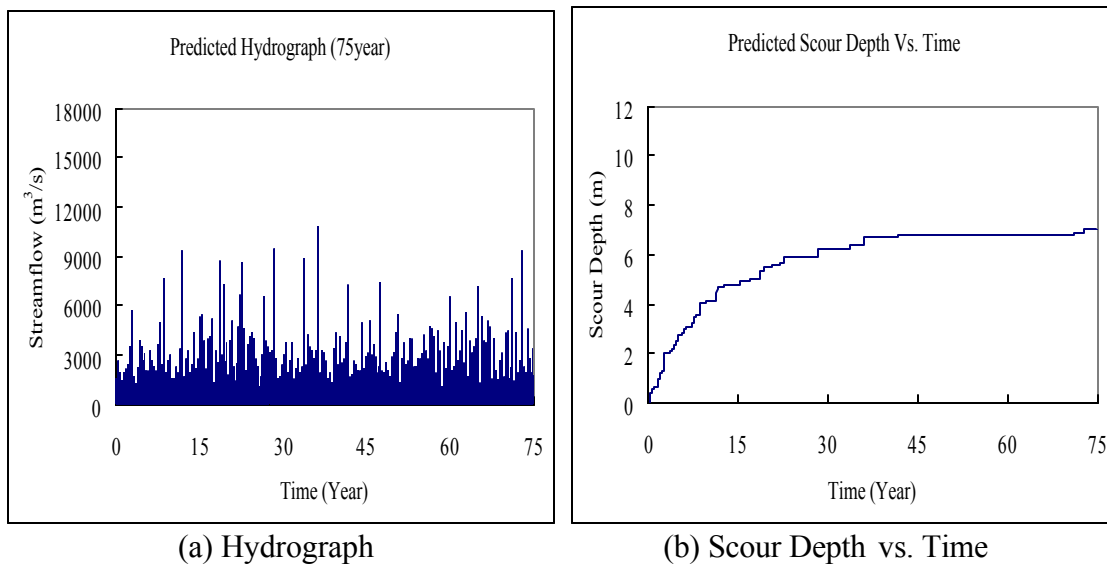 Predicted Hydrograph (75year)
18000
15000
12000
9000
6000
3000
0
Streamflow (m³/s)
0 15 30 45 60 75
Time (Year)
(a) Hydrograph
Predicted Scour Depth Vs. Time
12
10
8
6
4
2
0
Scour Depth (m)
0 15 30 45 60 75
Time (Year)
(b) Scour Depth vs. Time